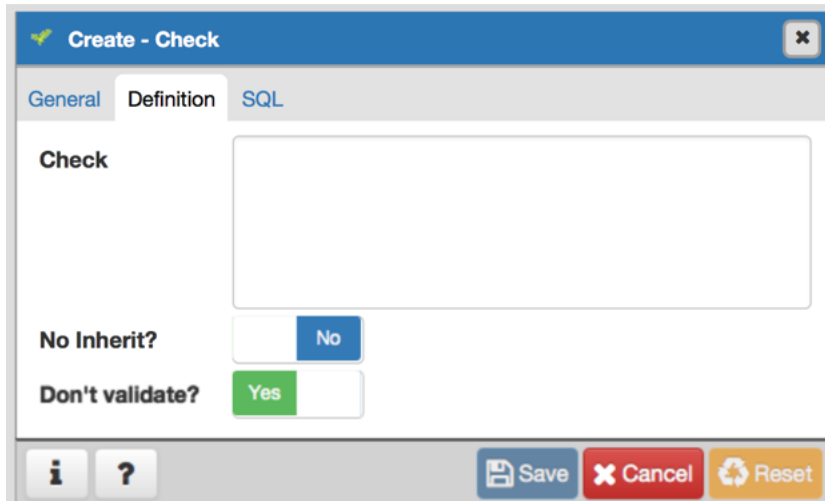 Create - Check
General Definition SQL
Check
No Inherit? No
Don't validate? Yes
i ? Save Cancel Reset